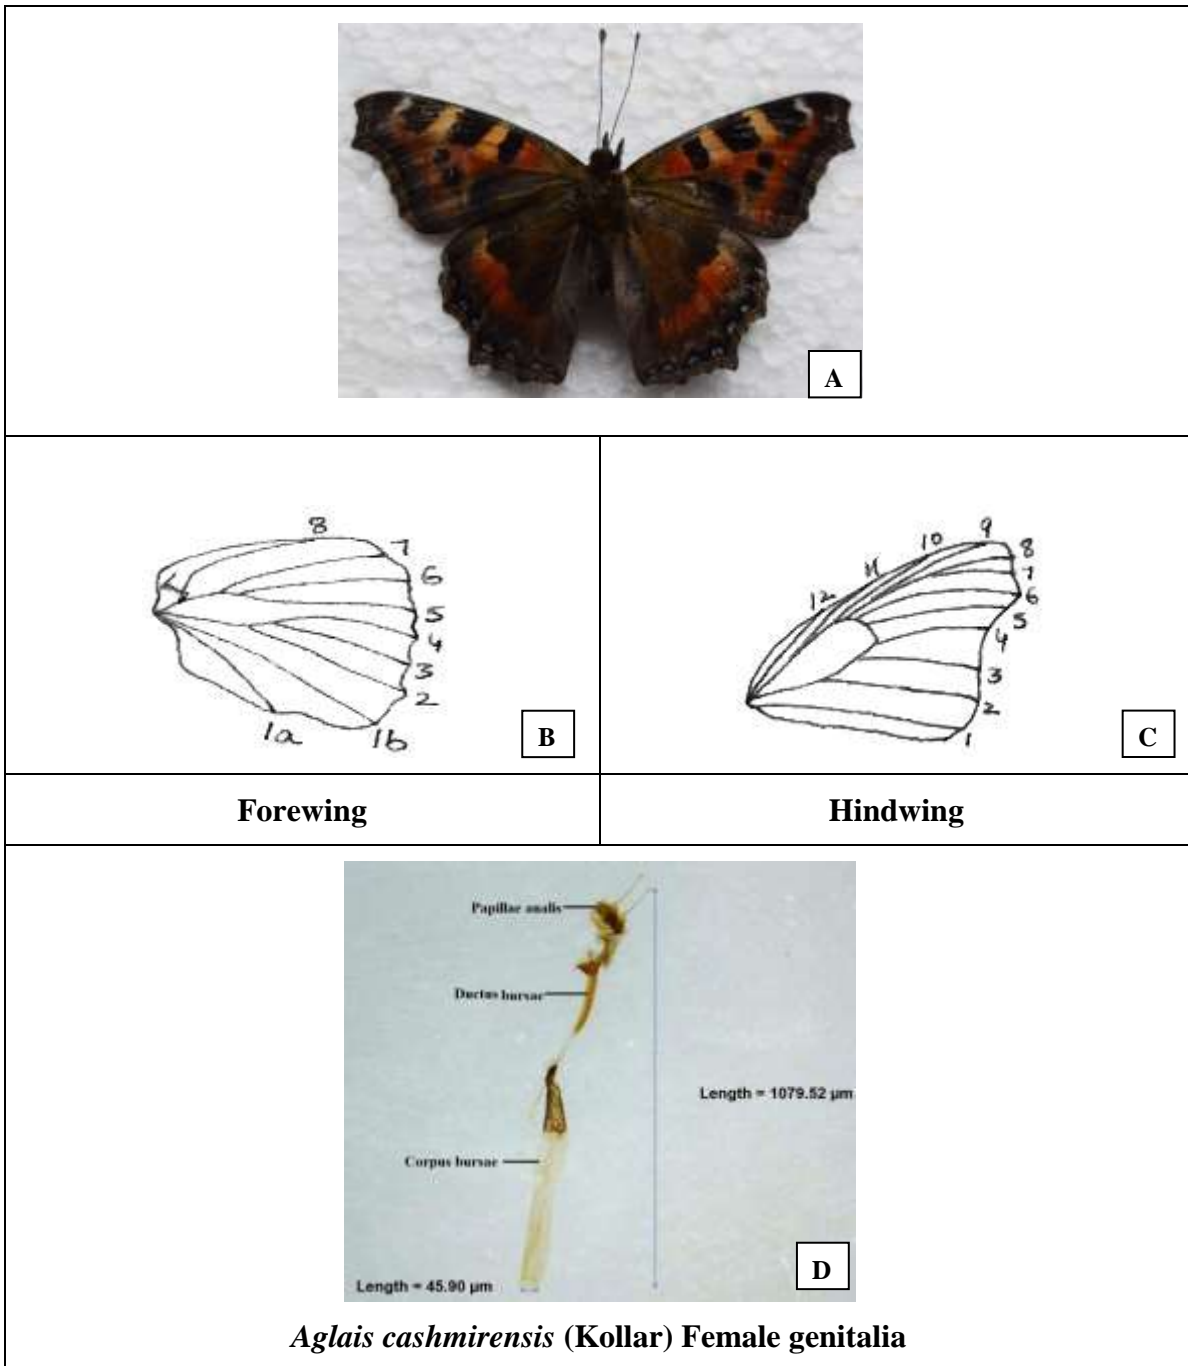 A
8
7
6
5
4
3
2
1b
1a
B
12
11
10
9
8
7
6
5
4
3
2
1
C
Forewing
Hindwing
Papillae analis
Ductus bursae
Length = 1079.52 µm
Corpus bursae
Length = 45.90 µm
D
Aglais cashmirensis (Kollar) Female genitalia